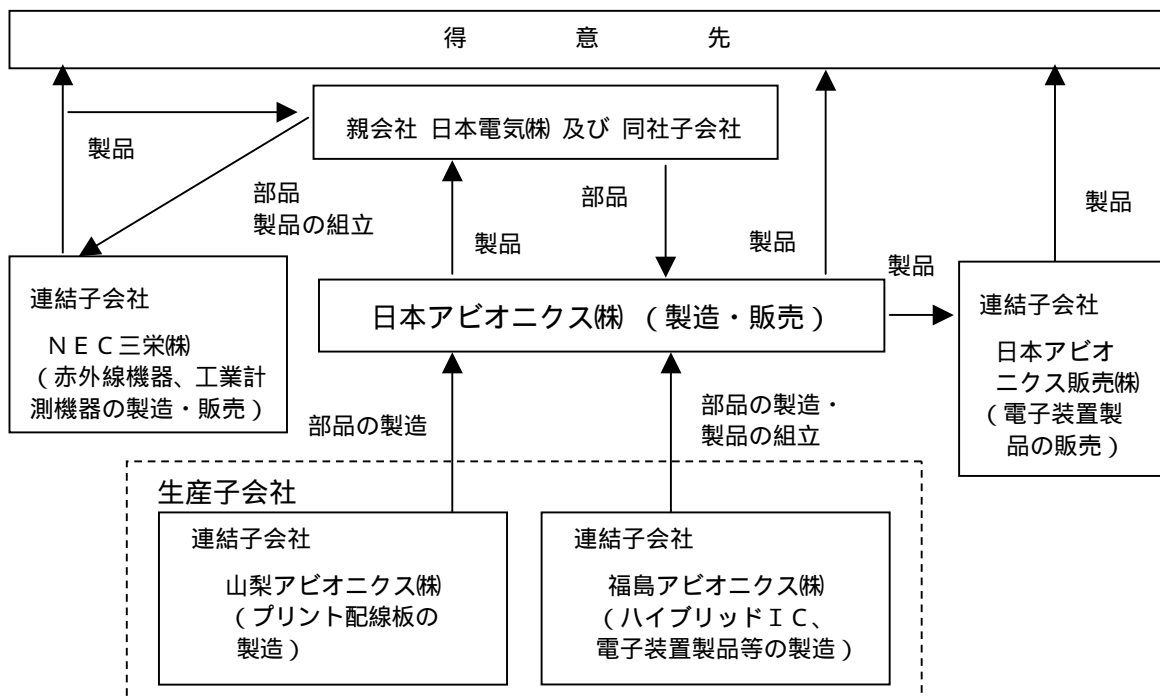 得 意 先
親会社 日本電気㈱ 及び 同社子会社
製品
部品
製品の組立
製品
部品
製品
製品
製品
連結子会社
ＮＥＣ三栄㈱
（赤外線機器、工業計
測機器の製造・販売）
日本アビオニクス㈱ （製造・販売）
連結子会社
日本アビオ
ニクス販売㈱
（電子装置製
品の販売）
部品の製造
部品の製造・
製品の組立
生産子会社
連結子会社
山梨アビオニクス㈱
（プリント配線板の
製造）
連結子会社
福島アビオニクス㈱
（ハイブリッドＩＣ、
電子装置製品等の製造）